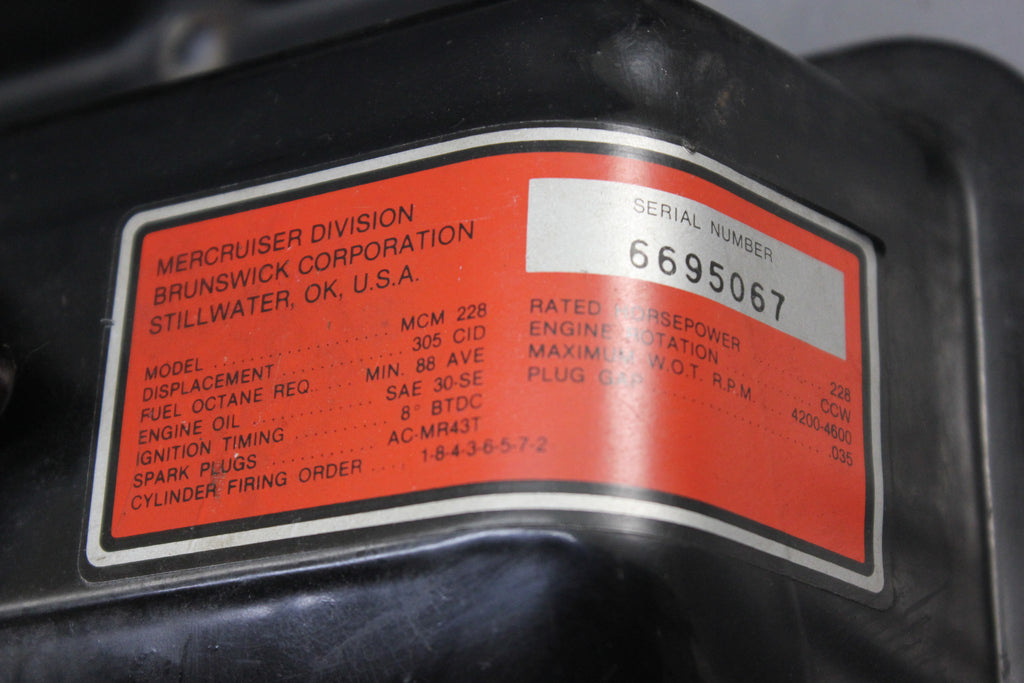 MERCRUISER DIVISION
BRUNSWICK CORPORATION
STILLWATER, OK, U.S.A.
MODEL MCM 228
DISPLACEMENT 305 CID
FUEL OCTANE REQ. MIN. 88 AVE
ENGINE OIL SAE 30-SE
IGNITION TIMING 8° BTDC
SPARK PLUGS AC-MR43T
CYLINDER FIRING ORDER 1-8-4-3-6-5-7-2
SERIAL NUMBER
6695067
RATED HORSEPOWER 228
ENGINE ROTATION CCW
MAXIMUM W.O.T. R.P.M. 4200-4600
PLUG GAP .035